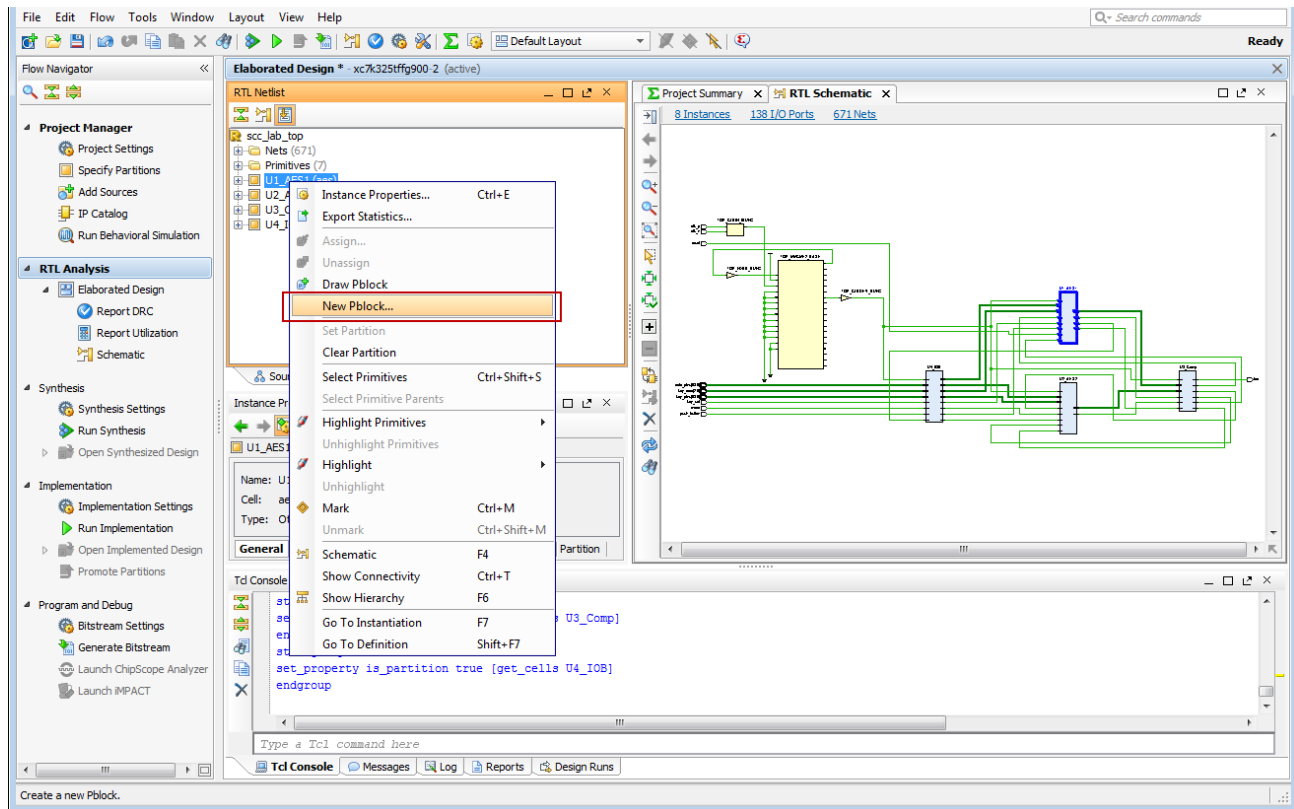 File Edit Flow Tools Window Layout View Help
Search commands
Default Layout
Ready
Flow Navigator
Elaborated Design * - xc7k325tffg900-2 (active)
Project Manager
Project Settings
Specify Partitions
Add Sources
IP Catalog
Run Behavioral Simulation
RTL Analysis
Elaborated Design
Report DRC
Report Utilization
Schematic
Synthesis
Synthesis Settings
Run Synthesis
Open Synthesized Design
Implementation
Implementation Settings
Run Implementation
Open Implemented Design
Promote Partitions
Program and Debug
Bitstream Settings
Generate Bitstream
Launch ChipScope Analyzer
Launch iMPACT
RTL Netlist
scc_lab_top
Nets (671)
Primitives (7)
U1_AES1 (aes)
U2_A
U3_C
U4_I
Instance Properties... Ctrl+E
Export Statistics...
Assign...
Unassign
Draw Pblock
New Pblock...
Set Partition
Clear Partition
Select Primitives Ctrl+Shift+S
Select Primitive Parents
Highlight Primitives
Unhighlight Primitives
Highlight
Unhighlight
Mark Ctrl+M
Unmark Ctrl+Shift+M
Schematic F4
Show Connectivity Ctrl+T
Show Hierarchy F6
Go To Instantiation F7
Go To Definition Shift+F7
Sour
Instance Pr
U1_AES1
Name: U1
Cell: ae
Type: Ot
General
Partition
Project Summary
RTL Schematic
8 Instances 138 I/O Ports 671 Nets
Tcl Console
st
se
s U3_Comp]
en
st
set_property is_partition true [get_cells U4_IOB]
endgroup
Type a Tcl command here
Tcl Console Messages Log Reports Design Runs
Create a new Pblock.